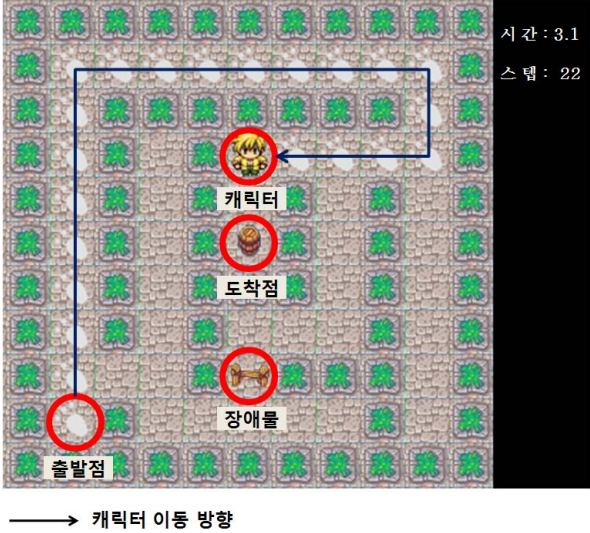 시간 : 3.1
스텝 : 22
캐릭터
도착점
장애물
출발점
캐릭터 이동 방향